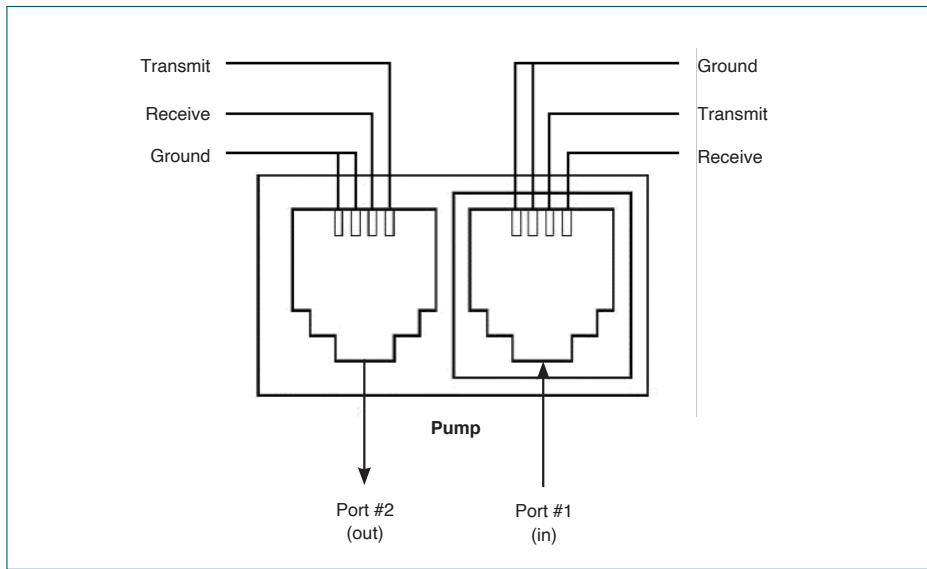 Transmit
Receive
Ground
Ground
Transmit
Receive
Pump
Port #2
(out)
Port #1
(in)